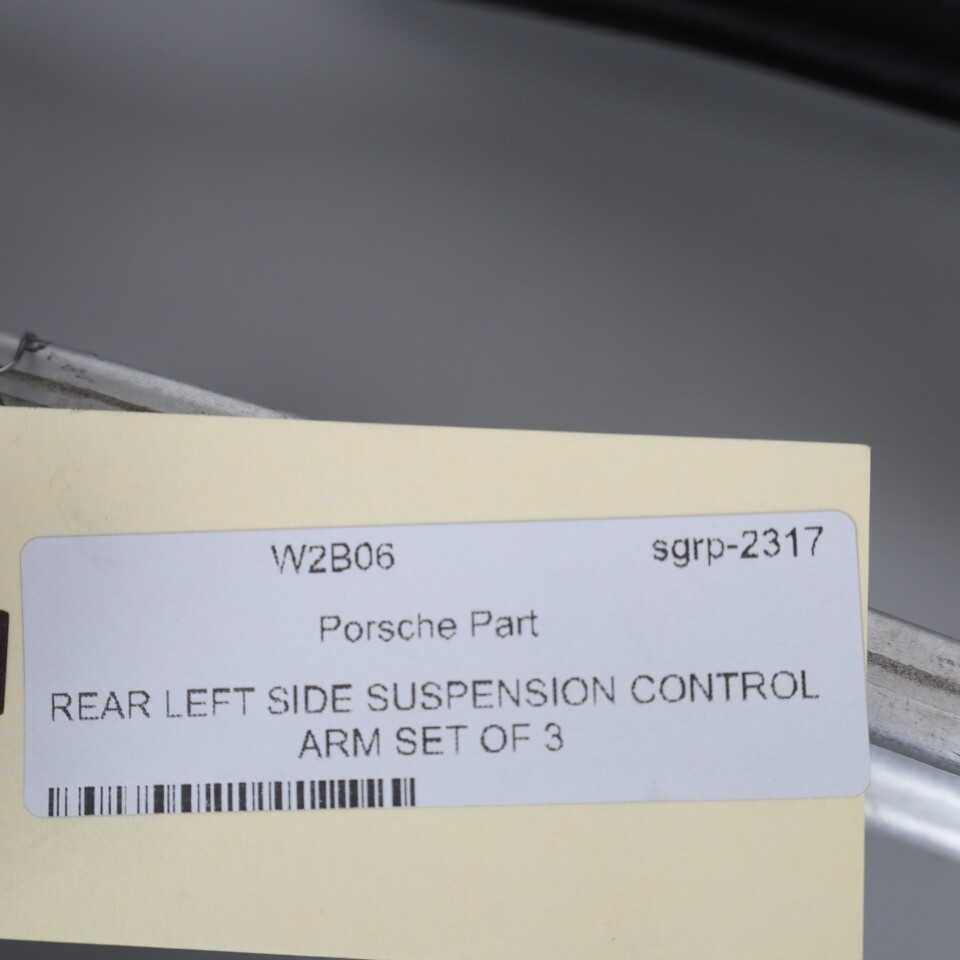 W2B06 sgrp-2317
Porsche Part
REAR LEFT SIDE SUSPENSION CONTROL
ARM SET OF 3